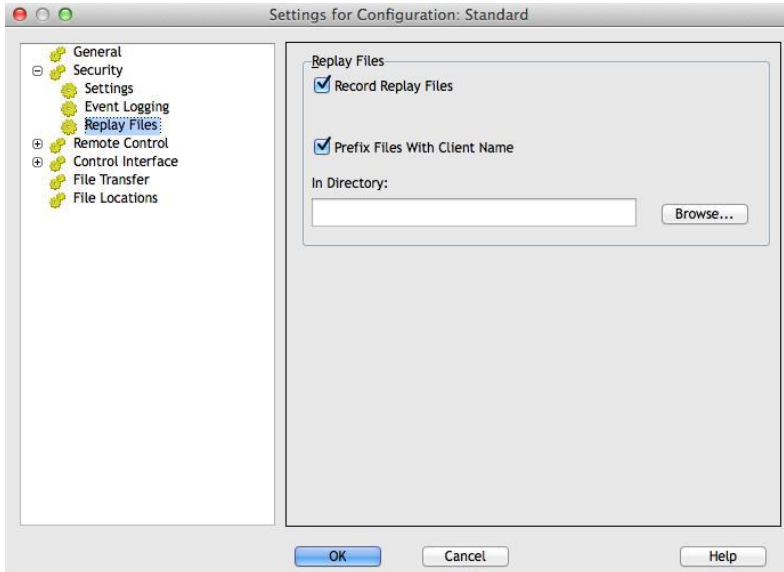 Settings for Configuration: Standard
General
Security
Settings
Event Logging
Replay Files
Remote Control
Control Interface
File Transfer
File Locations
Replay Files
Record Replay Files
Prefix Files With Client Name
In Directory:
Browse...
OK
Cancel
Help